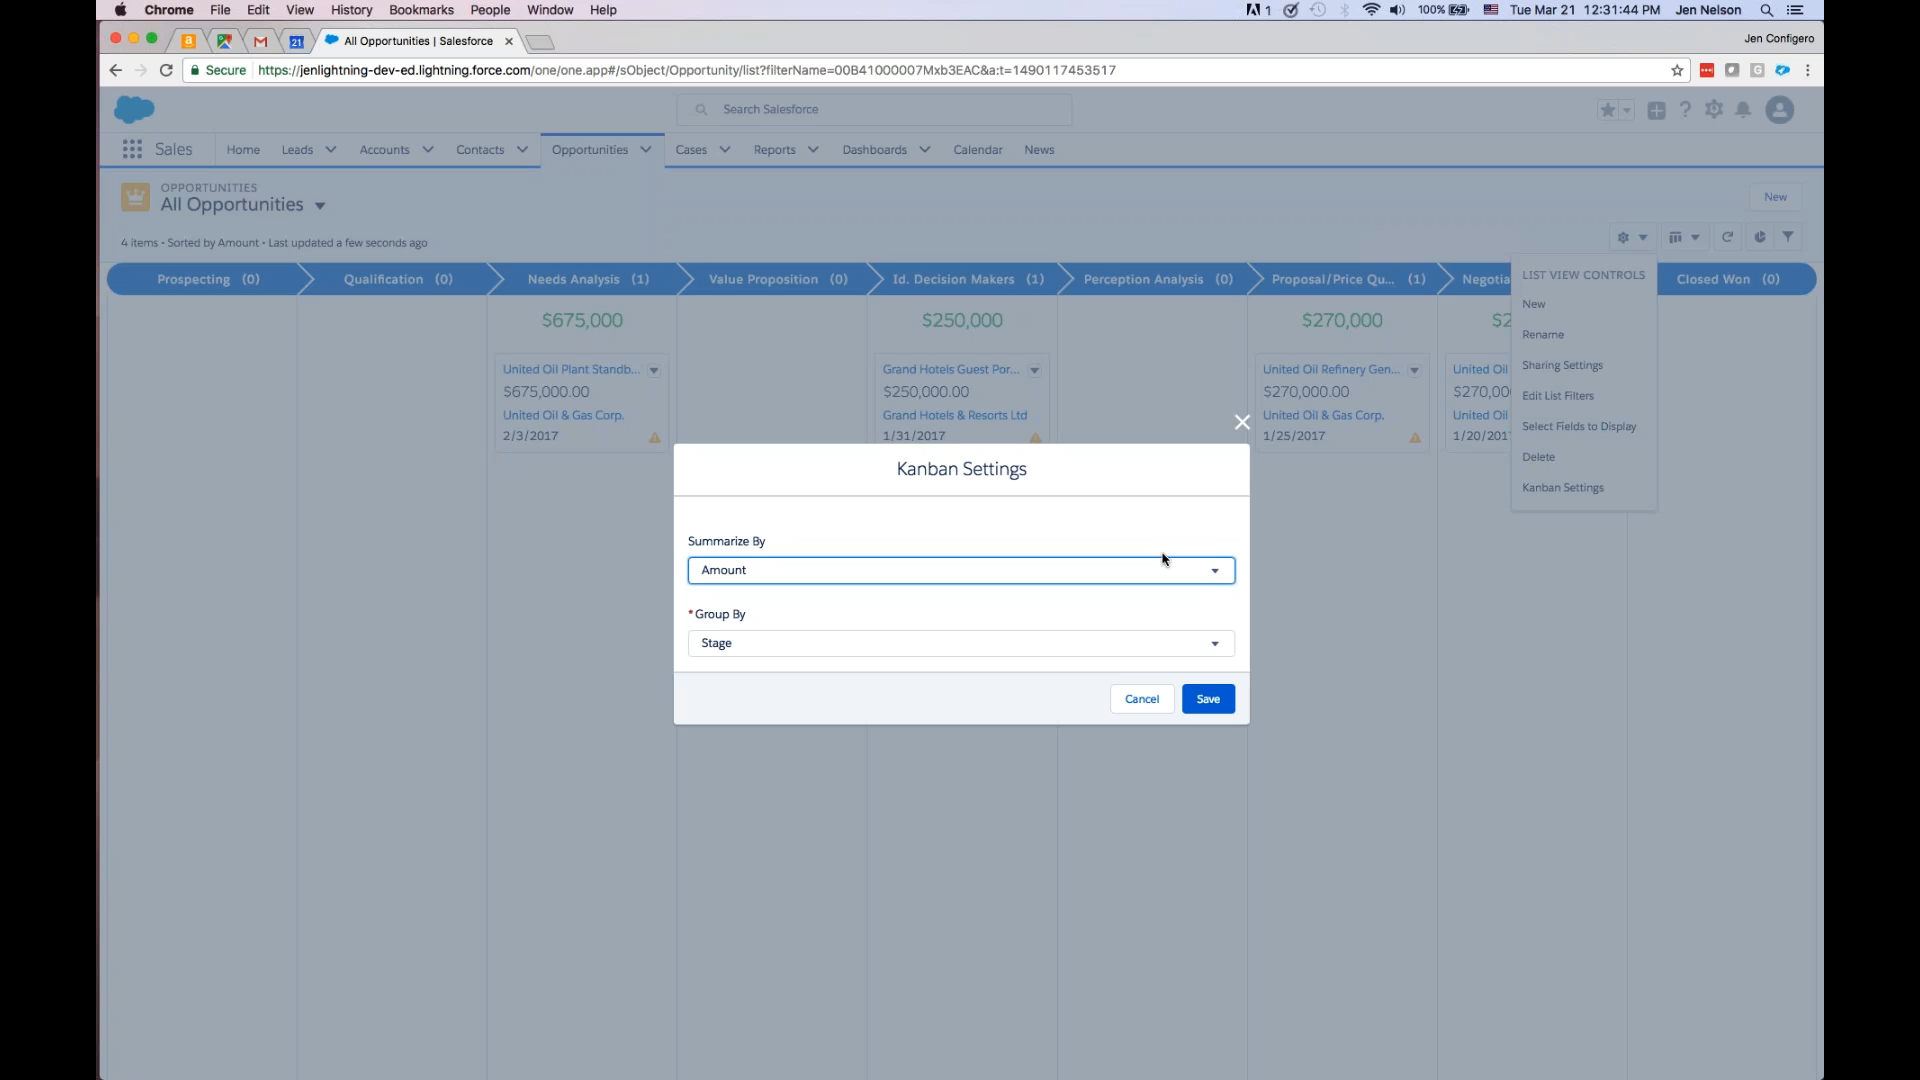 Chrome File Edit View History Bookmarks People Window Help
1 100% Tue Mar 21 12:31:44 PM Jen Nelson
21 All Opportunities | Salesforce
Jen Configero
Secure https://jenlightning-dev-ed.lightning.force.com/one/one.app#/sObject/Opportunity/list?filterName=00B41000007Mxb3EAC&a:t=1490117453517
Search Salesforce
Sales Home Leads Accounts Contacts Opportunities Cases Reports Dashboards Calendar News
OPPORTUNITIES
All Opportunities
New
4 items • Sorted by Amount • Last updated a few seconds ago
Prospecting (0) Qualification (0) Needs Analysis (1) Value Proposition (0) Id. Decision Makers (1) Perception Analysis (0) Proposal/Price Qu... (1) Negotia Closed Won (0)
$675,000 $250,000 $270,000 $2
United Oil Plant Standb... Grand Hotels Guest Por... United Oil Refinery Gen... United Oil
$675,000.00 $250,000.00 $270,000.00 $270,00
United Oil & Gas Corp. Grand Hotels & Resorts Ltd United Oil & Gas Corp. United Oil
2/3/2017 1/31/2017 1/25/2017 1/20/201
LIST VIEW CONTROLS
New
Rename
Sharing Settings
Edit List Filters
Select Fields to Display
Delete
Kanban Settings
Kanban Settings
Summarize By
Amount
*Group By
Stage
Cancel Save